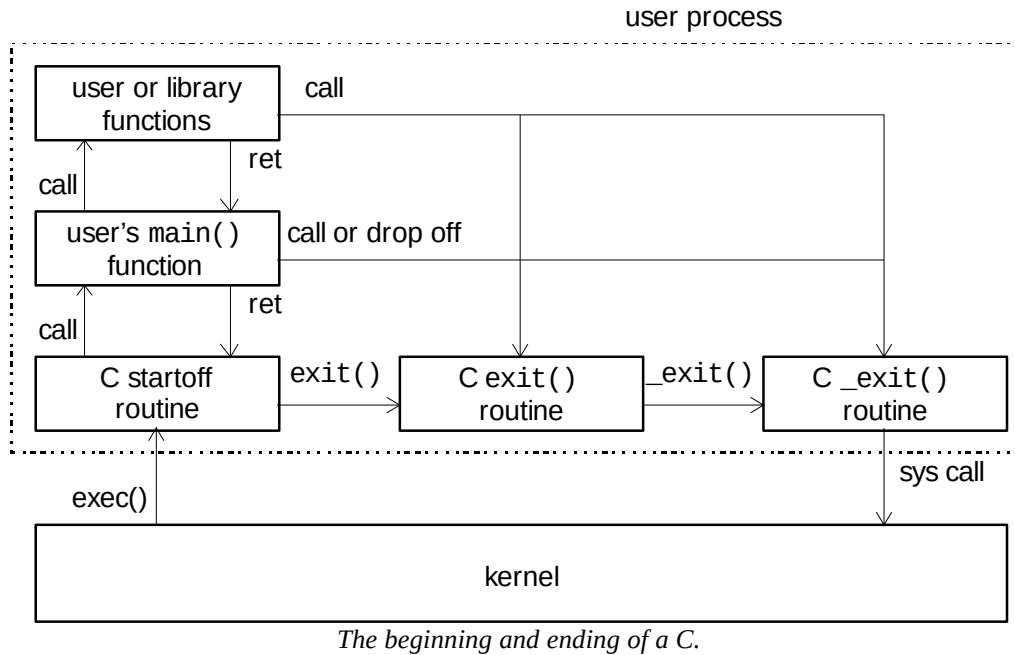 user process
user or library
functions
call
call
ret
user’s main()
function
call or drop off
call
ret
C startoff
routine
exit()
C exit()
routine
_exit()
C _exit()
routine
exec()
sys call
kernel
The beginning and ending of a C.